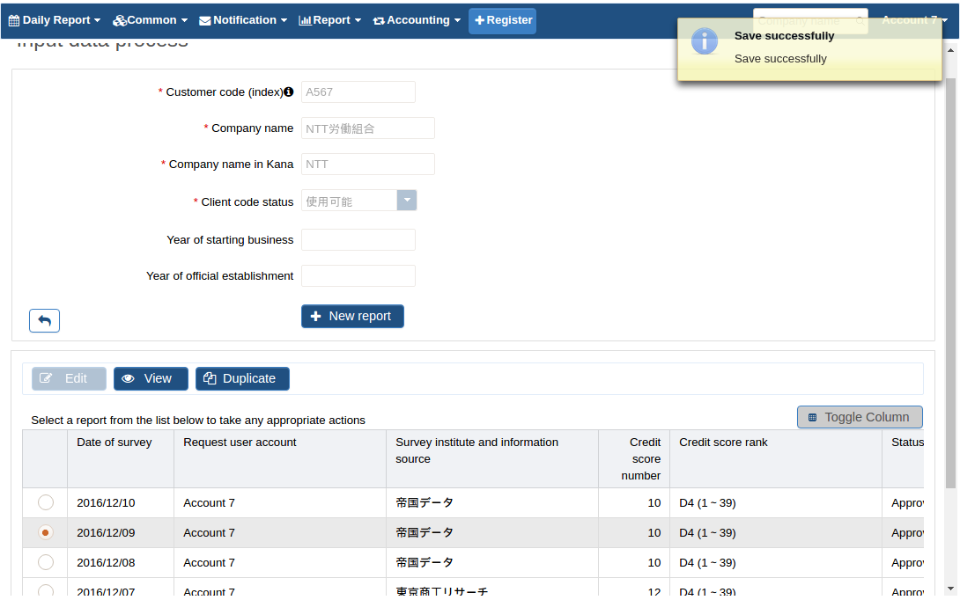 Daily Report Common Notification Report Accounting Register Company name Account 7
Input data process
Save successfully
Save successfully
* Customer code (index) A567
* Company name NTT労働組合
* Company name in Kana NTT
* Client code status 使用可能
Year of starting business
Year of official establishment
New report
Edit View Duplicate
Select a report from the list below to take any appropriate actions
Toggle Column
Date of survey Request user account Survey institute and information source Credit score number Credit score rank Status
2016/12/10 Account 7 帝国データ 10 D4 (1 ~ 39) Approv
2016/12/09 Account 7 帝国データ 10 D4 (1 ~ 39) Approv
2016/12/08 Account 7 帝国データ 10 D4 (1 ~ 39) Approv
2016/12/07 Account 7 東京商工リサーチ 12 D4 (1 ~ 39) Approv